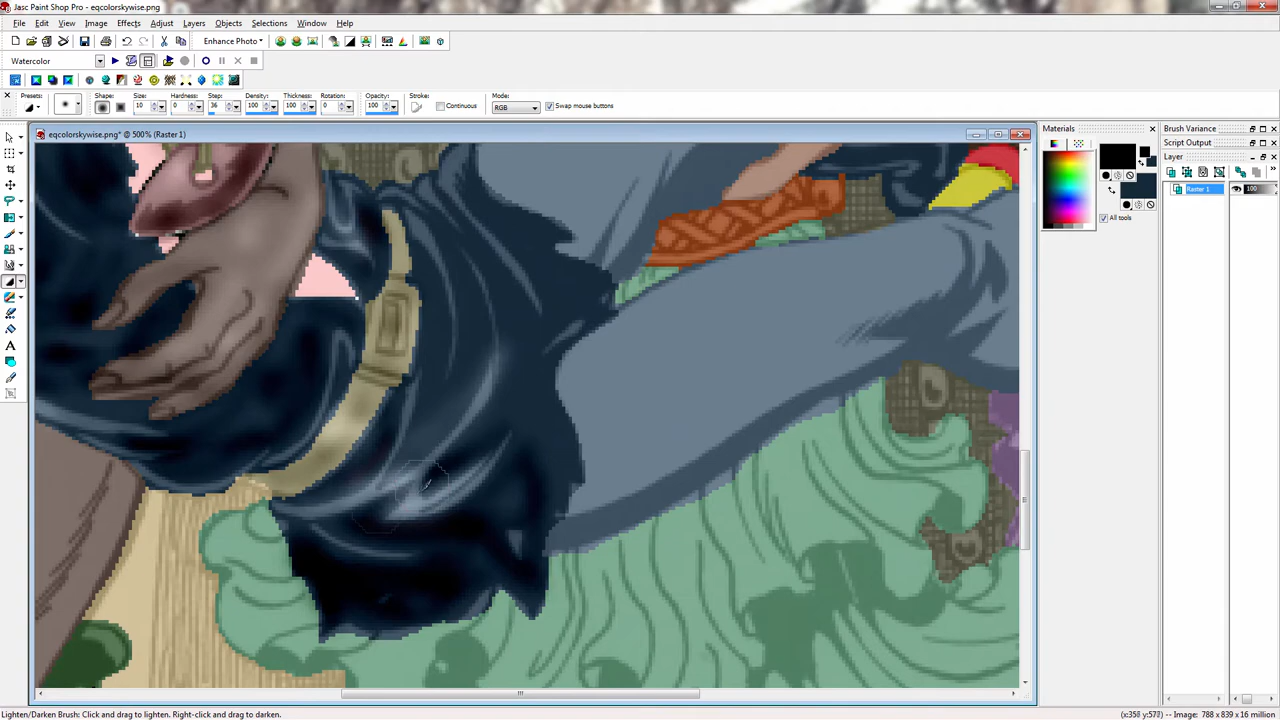 Jasc Paint Shop Pro - eqcolorskywise.png
File Edit View Image Effects Adjust Layers Objects Selections Window Help
Enhance Photo
Watercolor
Presets: Shape: Size: Hardness: Step: Density: Thickness: Rotation: Opacity: Stroke: Mode:
10 0 36 100 100 0 100 Continuous RGB Swap mouse buttons
eqcolorskywise.png* @ 500% (Raster 1)
Materials
All tools
Brush Variance
Script Output
Layer
Raster 1 100
Lighten/Darken Brush: Click and drag to lighten. Right-click and drag to darken.
(x:358 y:578) -- Image: 788 x 839 x 16 million